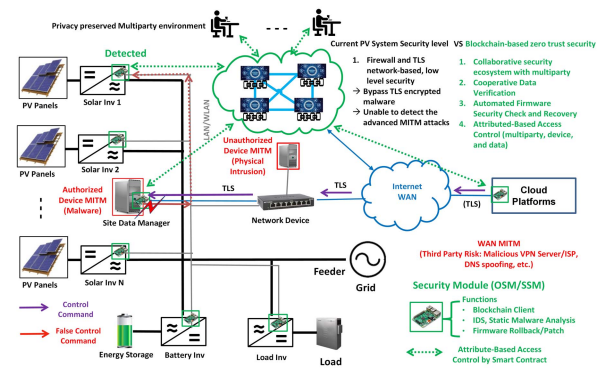 Privacy preserved Multiparty environment
Current PV System Security level VS Blockchain-based zero trust security
1. Firewall and TLS
network-based, low
level security
→ Bypass TLS encrypted
malware
→ Unable to detect the
advanced MITM attacks
1. Collaborative security
ecosystem with multiparty
2. Cooperative Data
Verification
3. Automated Firmware
Security Check and Recovery
4. Attributed-Based Access
Control (multiparty, device,
and data)
Detected
PV Panels
Solar Inv 1
LAN/WLAN
PV Panels
Solar Inv 2
Unauthorized
Device MITM
(Physical
Intrusion)
Authorized
Device MITM
(Malware)
Site Data Manager
TLS
Network Device
TLS
Internet
WAN
(TLS)
Cloud
Platforms
WAN MITM
(Third Party Risk: Malicious VPN Server/ISP,
DNS spoofing, etc.)
PV Panels
Solar Inv N
Feeder
Grid
Control
Command
False Control
Command
Energy Storage
Battery Inv
Load Inv
Load
Security Module (OSM/SSM)
Functions
• Blockchain Client
• IDS, Static Malware Analysis
• Firmware Rollback/Patch
Attribute-Based Access
Control by Smart Contract